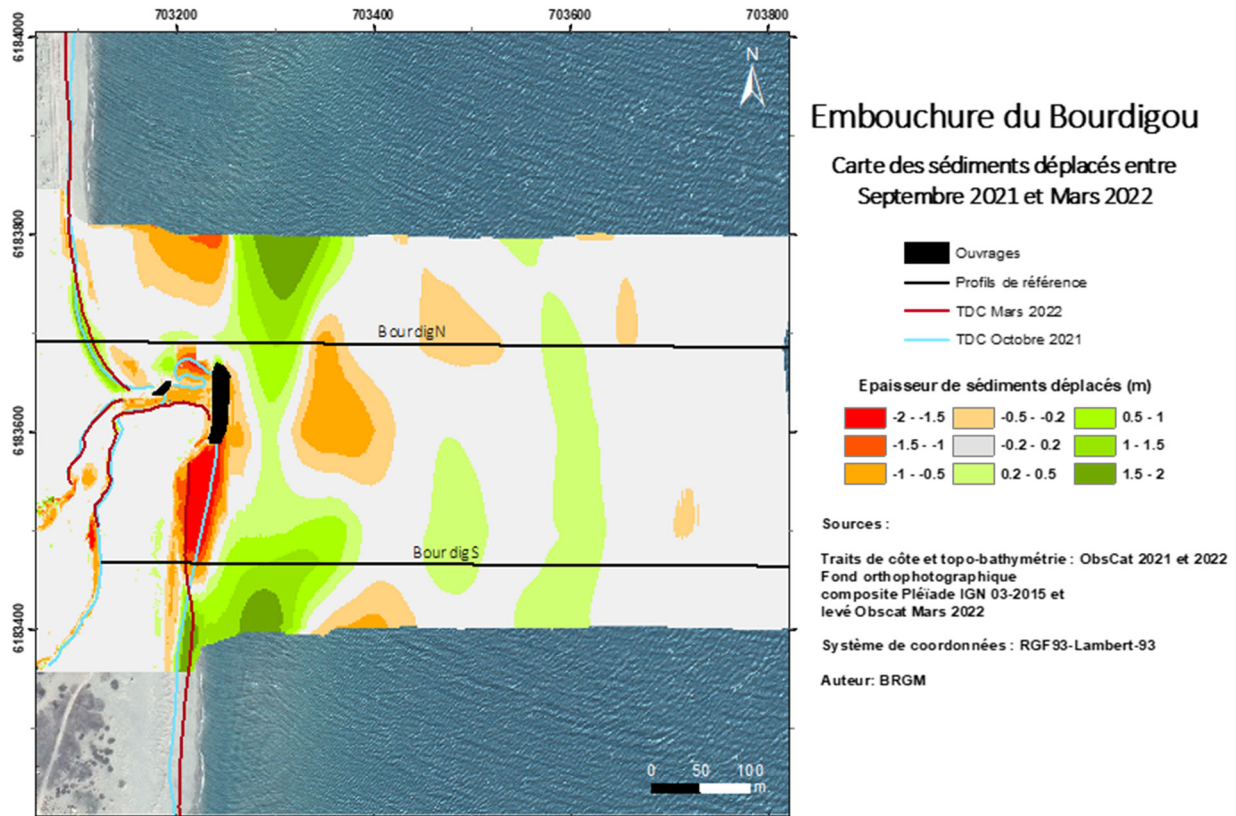 703200 703400 703600 703800
6184000
6183800
6183600
6183400
N
BourdigN
BourdigS
0 50 100
m
Embouchure du Bourdigou
Carte des sédiments déplacés entre
Septembre 2021 et Mars 2022
Ouvrages
Profils de référence
TDC Mars 2022
TDC Octobre 2021
Epaisseur de sédiments déplacés (m)
-2 - -1.5 -0.5 - -0.2 0.5 - 1
-1.5 - -1 -0.2 - 0.2 1 - 1.5
-1 - -0.5 0.2 - 0.5 1.5 - 2
Sources :
Traits de côte et topo-bathymétrie : ObsCat 2021 et 2022
Fond orthophotographique
composite Pléïade IGN 03-2015 et
levé Obscat Mars 2022
Système de coordonnées : RGF93-Lambert-93
Auteur: BRGM